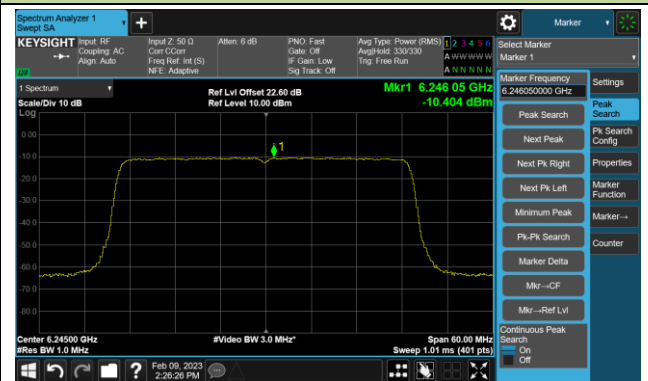 Spectrum Analyzer 1
Swept SA
+
Marker
KEYSIGHT
Input: RF
Coupling: AC
Align: Auto
Input Z: 50 Ω
Corr CCorr
Freq Ref: Int (S)
NFE: Adaptive
Atten: 6 dB
PNO: Fast
Gate: Off
IF Gain: Low
Sig Track: Off
Avg Type: Power (RMS)
Avg|Hold: 330/330
Trig: Free Run
1 2 3 4 5 6
A W W W W W
A N N N N N
LVI
Select Marker
Marker 1
1 Spectrum
Scale/Div 10 dB
Log
Ref Lvl Offset 22.60 dB
Ref Level 10.00 dBm
Mkr1 6.246 05 GHz
-10.404 dBm
1
0.00
-10.0
-20.0
-30.0
-40.0
-50.0
-60.0
-70.0
-80.0
Center 6.24500 GHz
#Res BW 1.0 MHz
#Video BW 3.0 MHz*
Span 60.00 MHz
Sweep 1.01 ms (401 pts)
Marker Frequency
6.246050000 GHz
Peak Search
Next Peak
Next Pk Right
Next Pk Left
Minimum Peak
Pk-Pk Search
Marker Delta
Mkr→CF
Mkr→Ref Lvl
Continuous Peak
Search
On
Off
Settings
Peak
Search
Pk Search
Config
Properties
Marker
Function
Marker→
Counter
?
Feb 09, 2023
2:26:26 PM